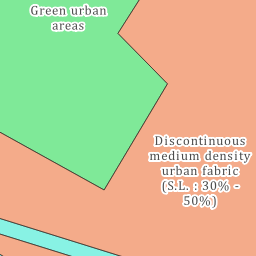 Green urban
areas
Discontinuous
medium density
urban fabric
(S.L. : 30% -
50%)